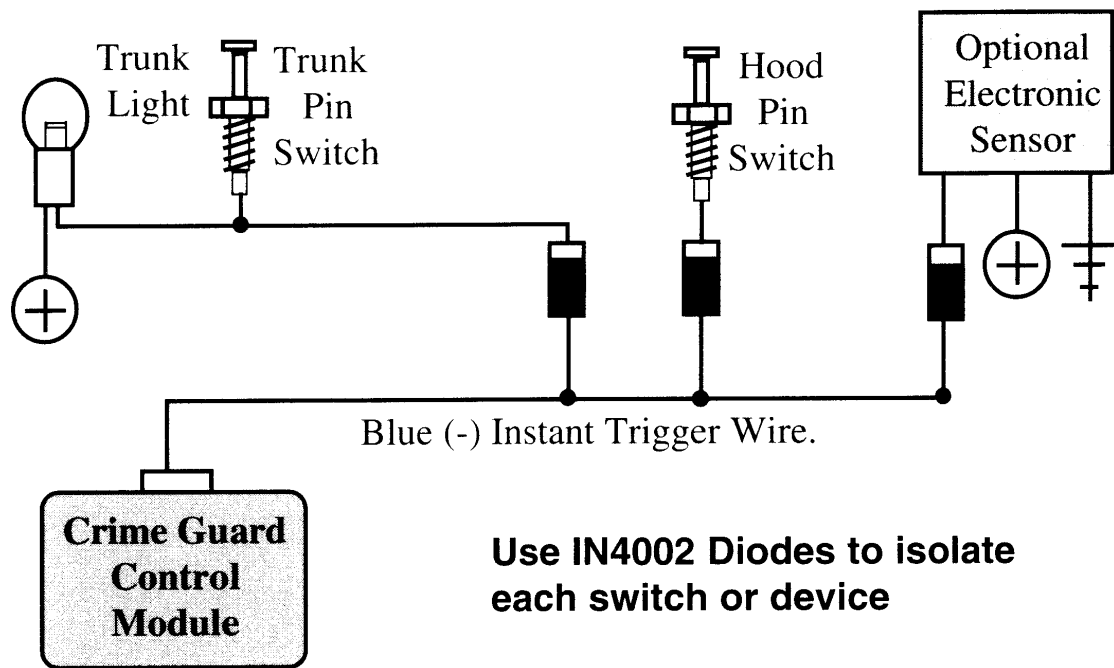 Trunk
Light
Trunk
Pin
Switch
Hood
Pin
Switch
Optional
Electronic
Sensor
Blue (-) Instant Trigger Wire.
Crime Guard
Control
Module
Use IN4002 Diodes to isolate
each switch or device